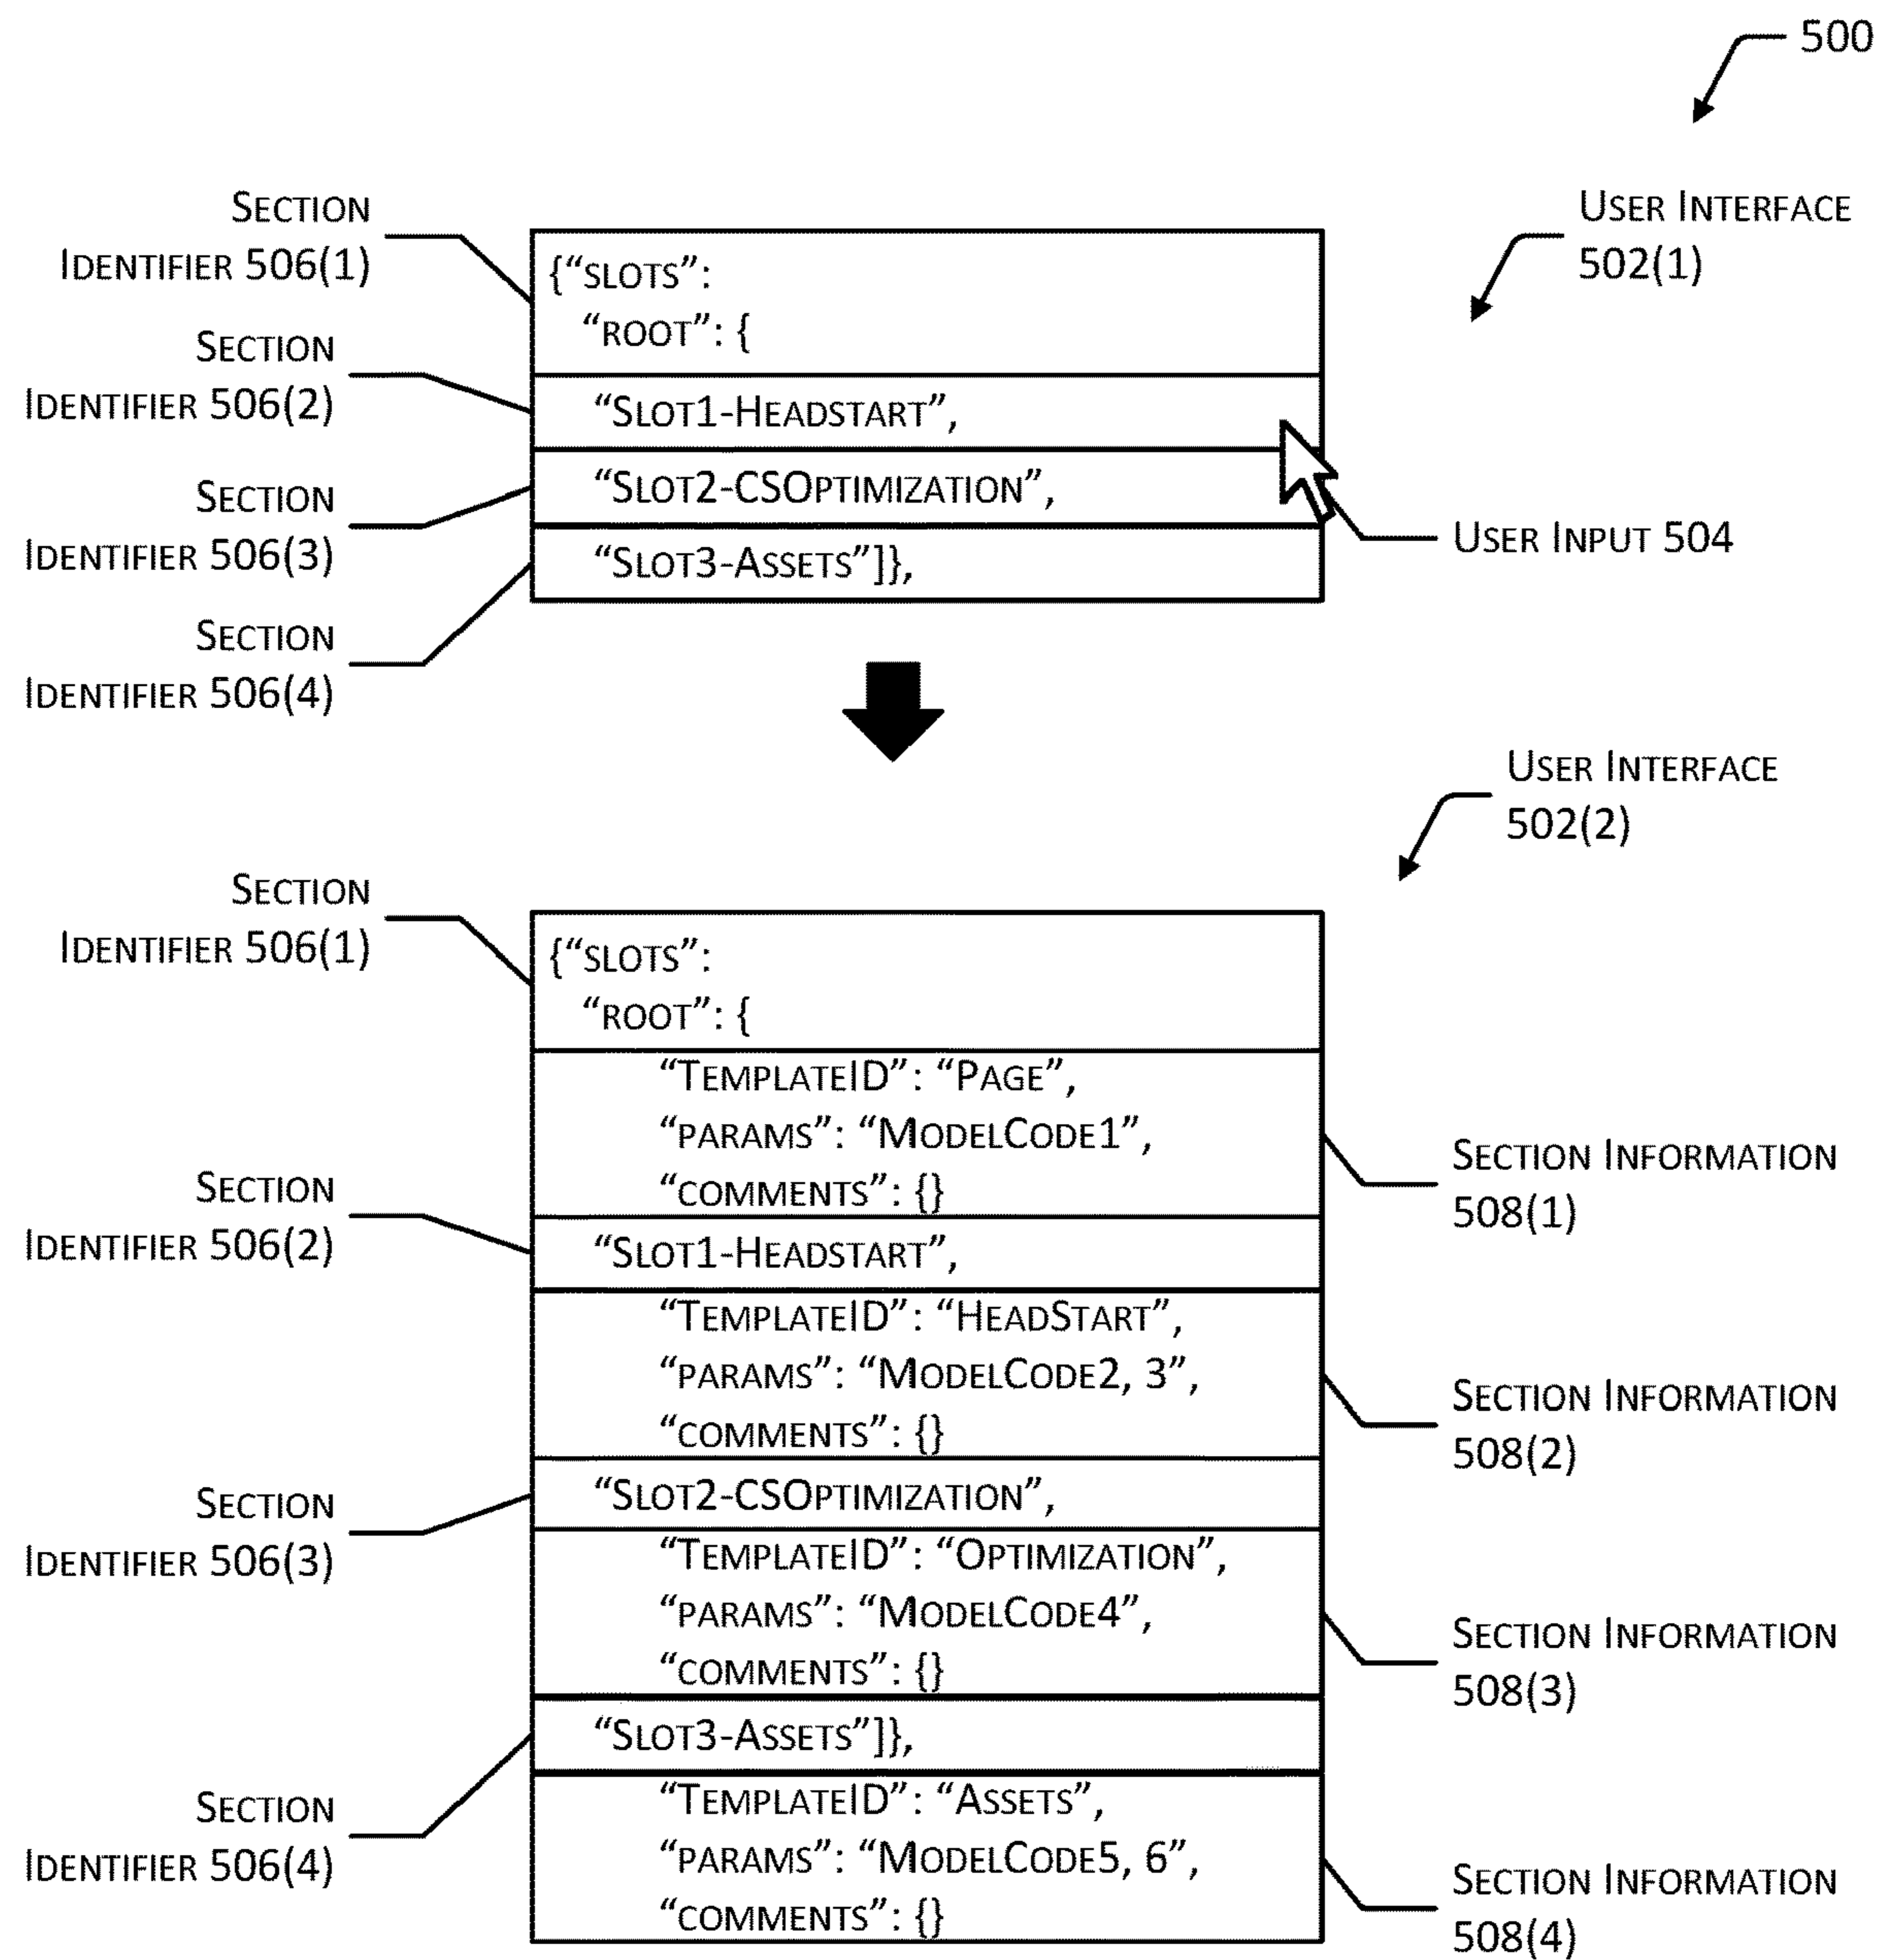 500
User Interface
502(1)
Section
Identifier 506(1)
{“slots”:
“root”: {
Section
Identifier 506(2)
“Slot1-Headstart”,
Section
Identifier 506(3)
“Slot2-CSOptimization”,
User Input 504
“Slot3-Assets”]},
Section
Identifier 506(4)
User Interface
502(2)
Section
Identifier 506(1)
{“slots”:
“root”: {
“TemplateID”: “Page”,
“params”: “ModelCode1”,
“comments”: {}
Section Information
508(1)
Section
Identifier 506(2)
“Slot1-Headstart”,
“TemplateID”: “HeadStart”,
“params”: “ModelCode2, 3”,
“comments”: {}
Section Information
508(2)
Section
Identifier 506(3)
“Slot2-CSOptimization”,
“TemplateID”: “Optimization”,
“params”: “ModelCode4”,
“comments”: {}
Section Information
508(3)
“Slot3-Assets”]},
Section
Identifier 506(4)
“TemplateID”: “Assets”,
“params”: “ModelCode5, 6”,
“comments”: {}
Section Information
508(4)